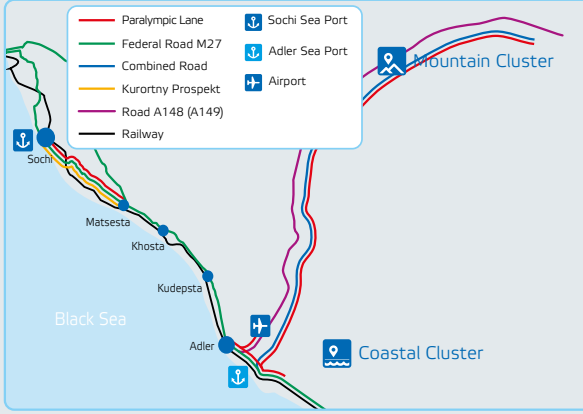 Paralympic Lane
Federal Road M27
Combined Road
Kurortny Prospekt
Road A148 (A149)
Railway
Sochi Sea Port
Adler Sea Port
Airport
Mountain Cluster
Sochi
Matsesta
Khosta
Kudepsta
Black Sea
Adler
Coastal Cluster